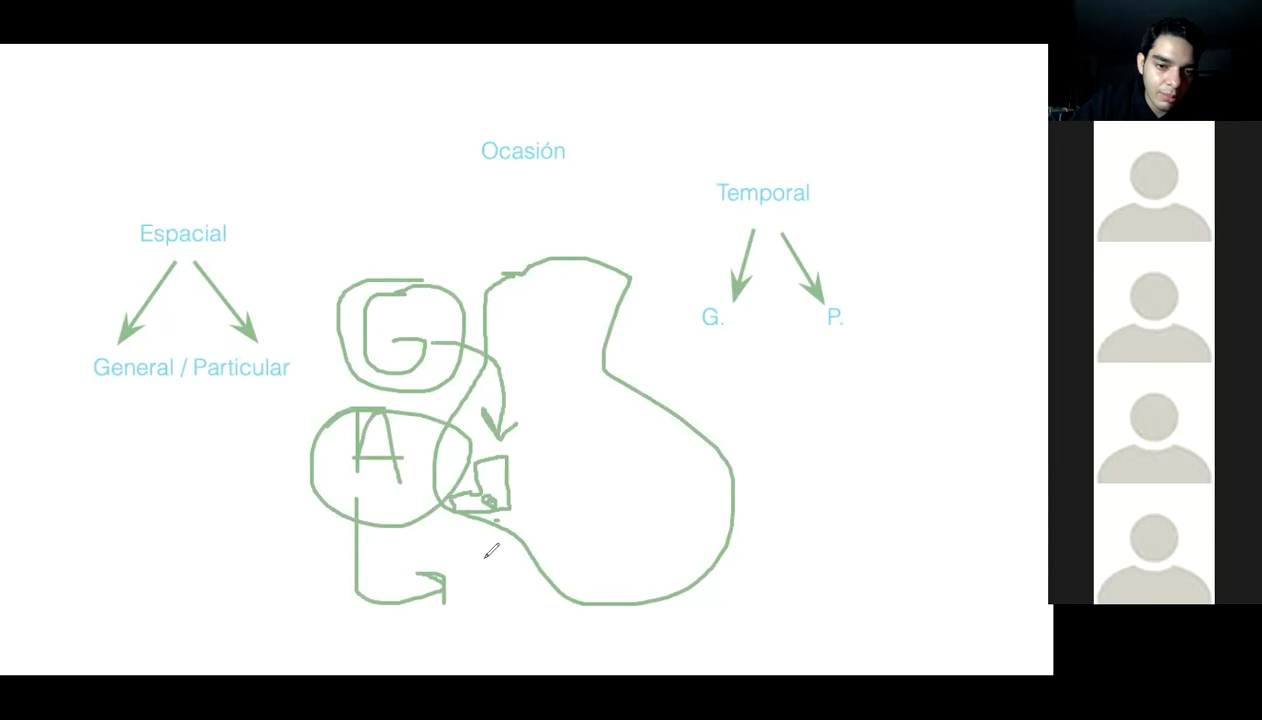 Ocasión
Temporal
Espacial
G. P.
General / Particular
G
A